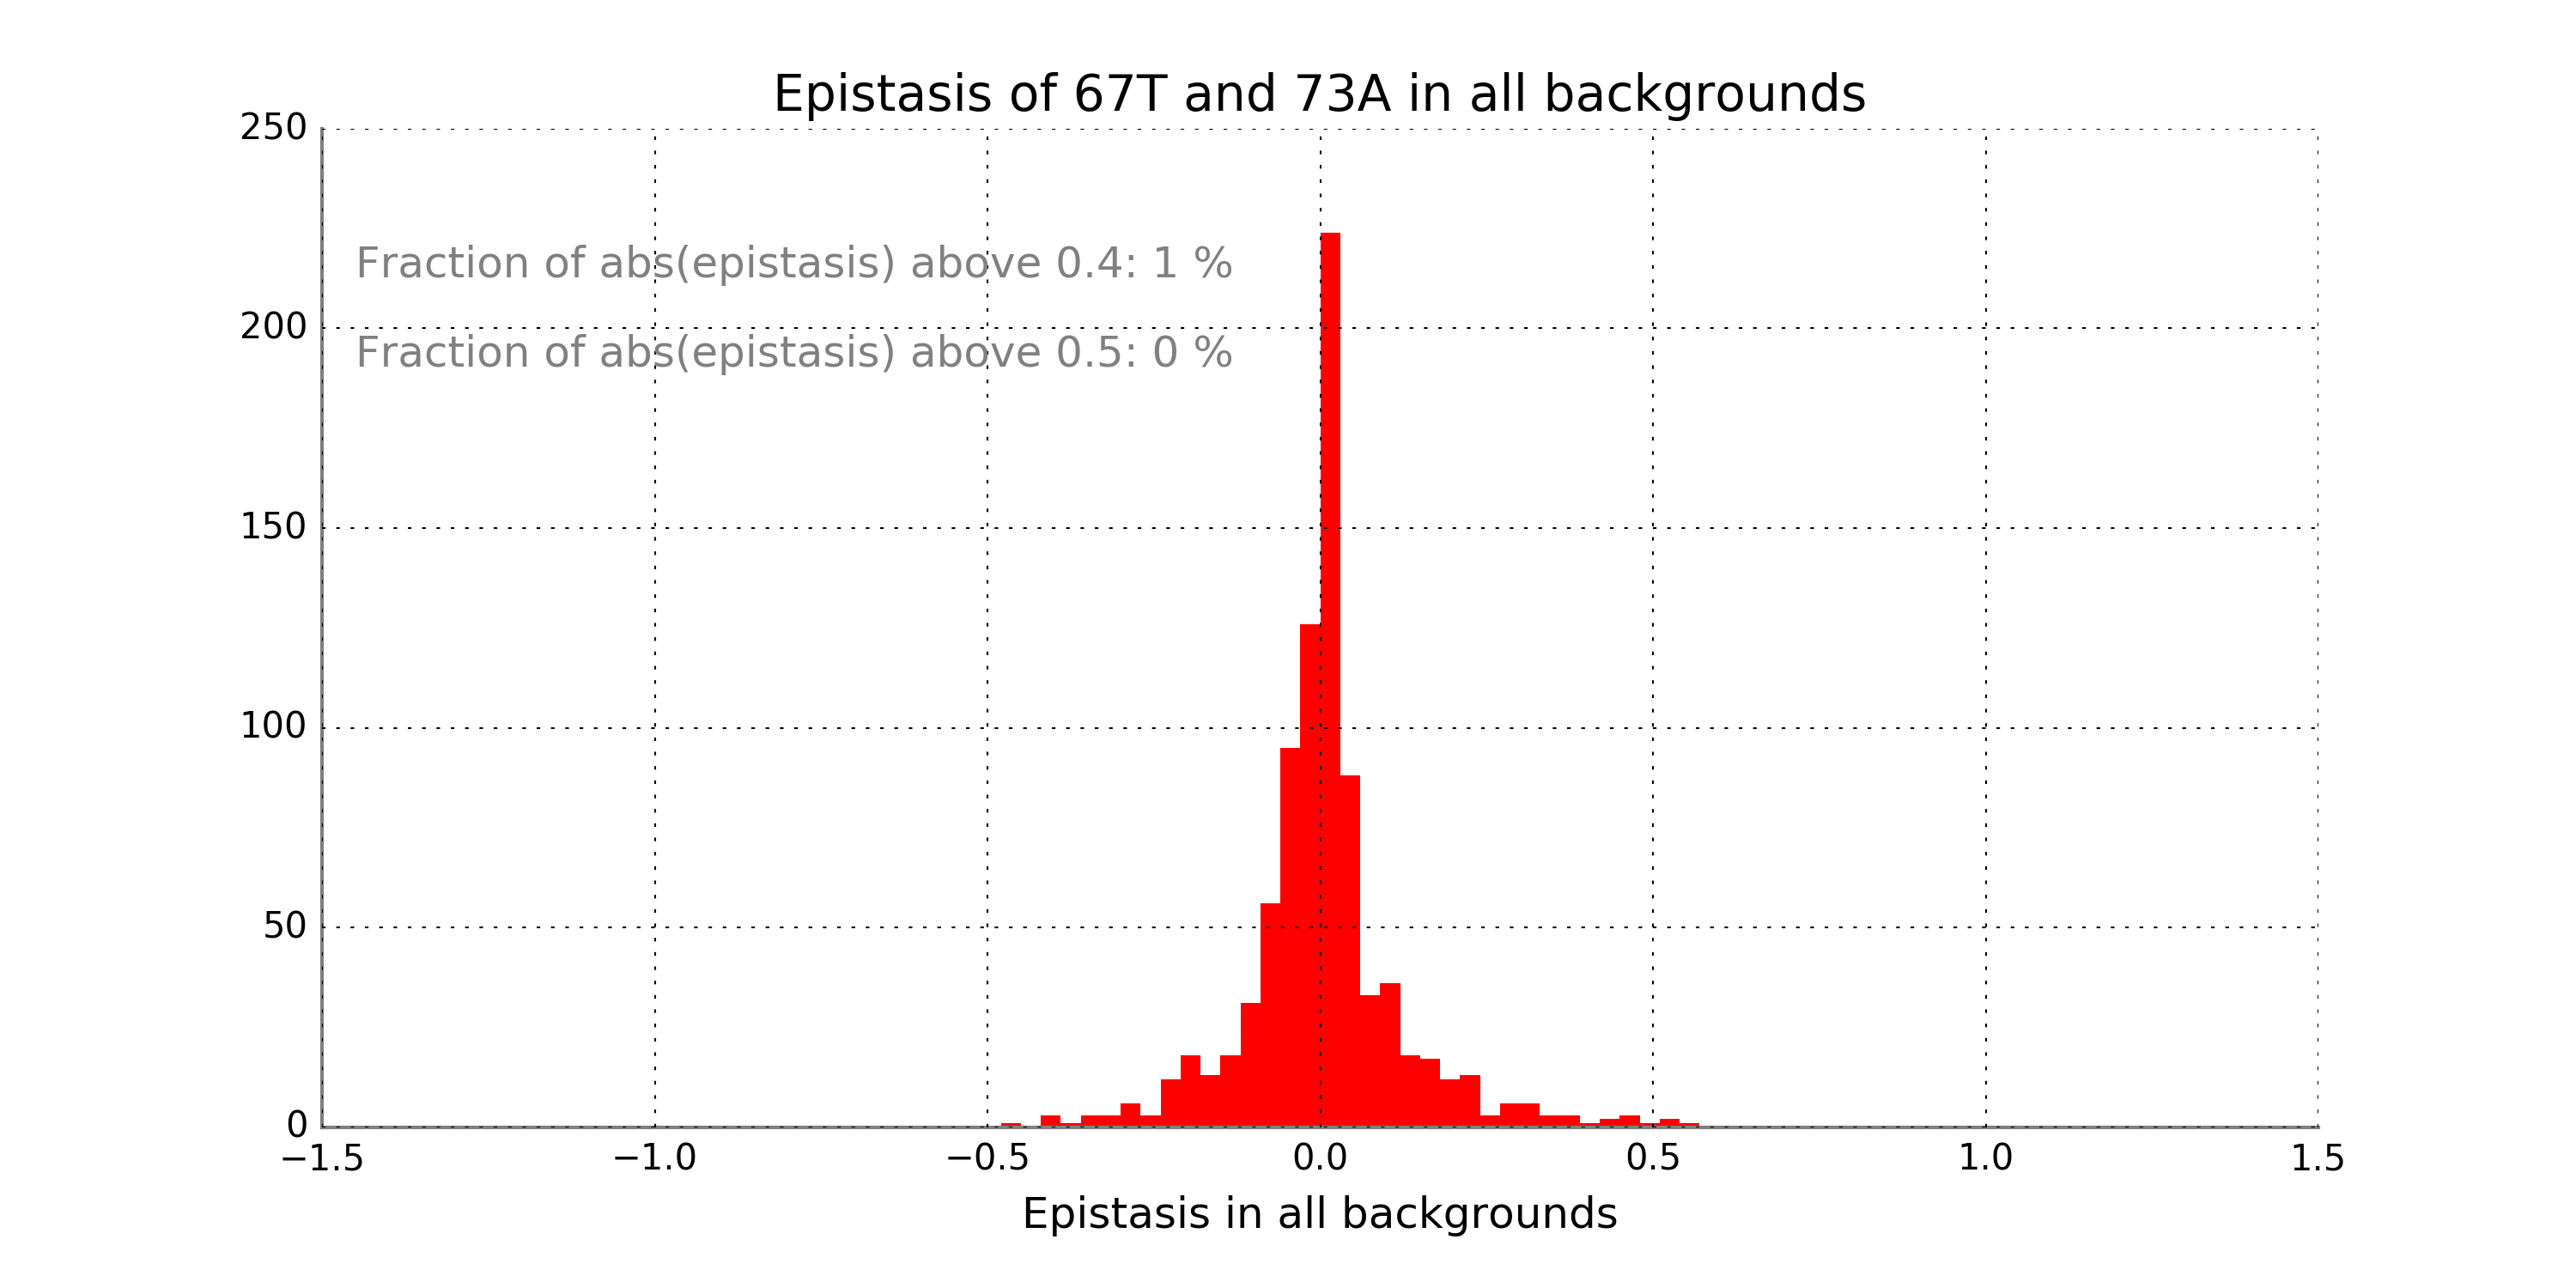 Epistasis of 67T and 73A in all backgrounds
250
Fraction of abs(epistasis) above 0.4: 1 %
200
Fraction of abs(epistasis) above 0.5: 0 %
150
100
50
0
−1.5 −1.0 −0.5 0.0 0.5 1.0 1.5
Epistasis in all backgrounds